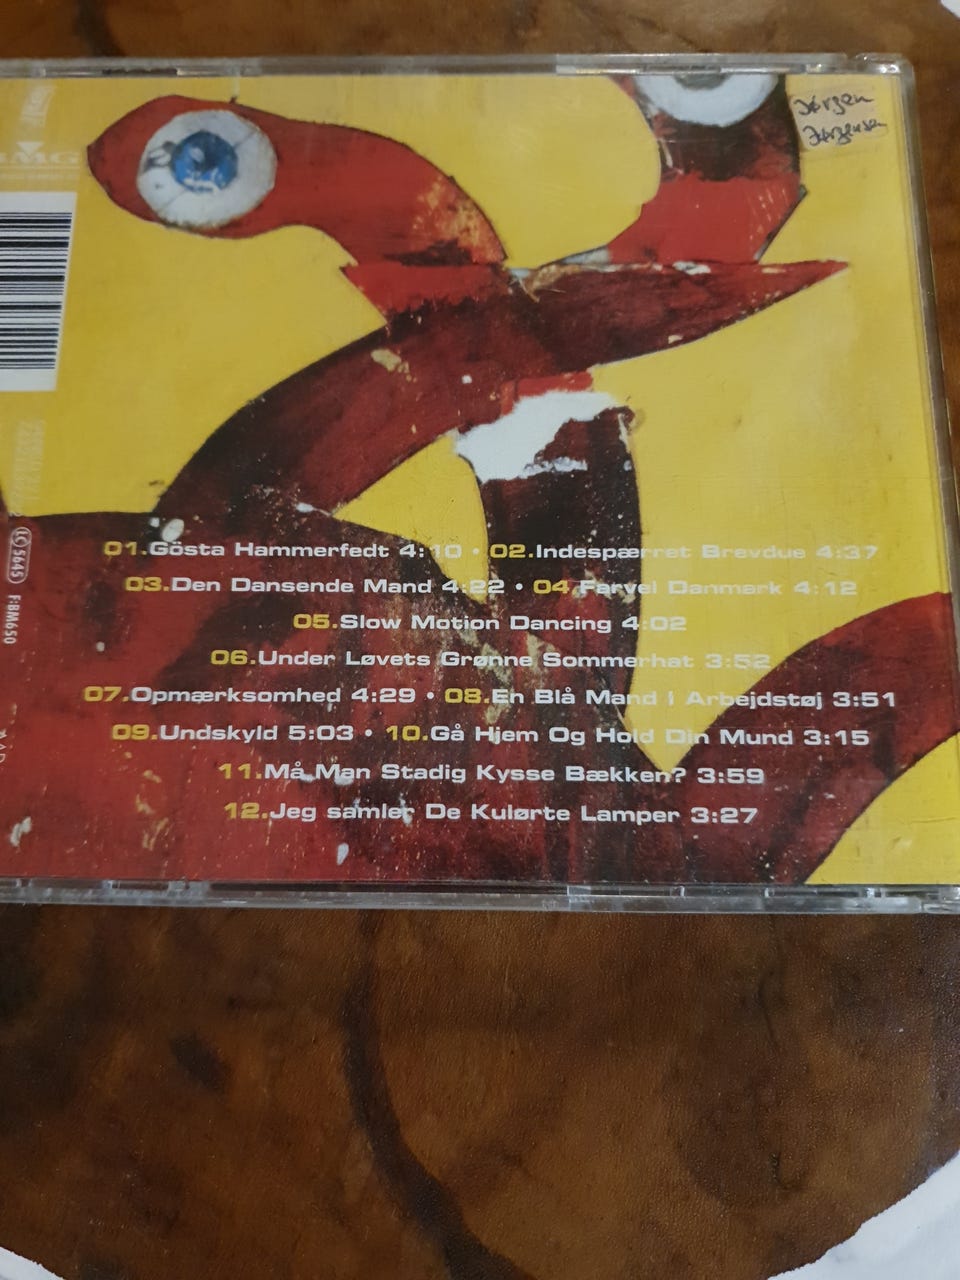 Jørgen
Jørgensen
BMG
01.Gösta Hammerfedt 4:10 • 02.Indespærret Brevdue 4:37
03.Den Dansende Mand 4:22 • 04.Farvel Danmark 4:12
05.Slow Motion Dancing 4:02
06.Under Løvets Grønne Sommerhat 3:52
07.Opmærksomhed 4:29 • 08.En Blå Mand I Arbejdstøj 3:51
09.Undskyld 5:03 • 10.Gå Hjem Og Hold Din Mund 3:15
11.Må Man Stadig Kysse Bækken? 3:59
12.Jeg samler De Kulørte Lamper 3:27
LC 5645
F:BM650